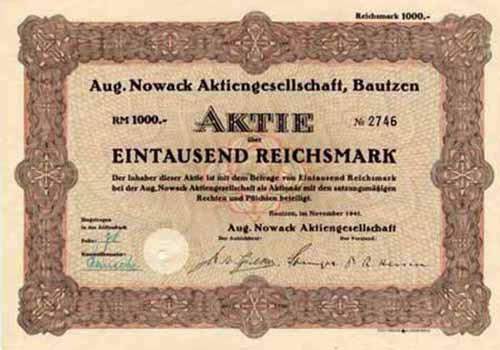 Reichsmark 1000.-
Aug. Nowack Aktiengesellschaft, Bautzen
RM 1000.- AKTIE № 2746
über
EINTAUSEND REICHSMARK
Der Inhaber dieser Aktie ist mit dem Betrage von Eintausend Reichsmark
bei der Aug. Nowack Aktiengesellschaft als Aktionär mit den satzungsmäßigen
Rechten und Pflichten beteiligt.
Bautzen, im November 1941.
Eingetragen
in das Aktienbuch
Aug. Nowack Aktiengesellschaft
Folio:
Der Aufsichtsrat: Der Vorstand:
Kontrollbeamter: